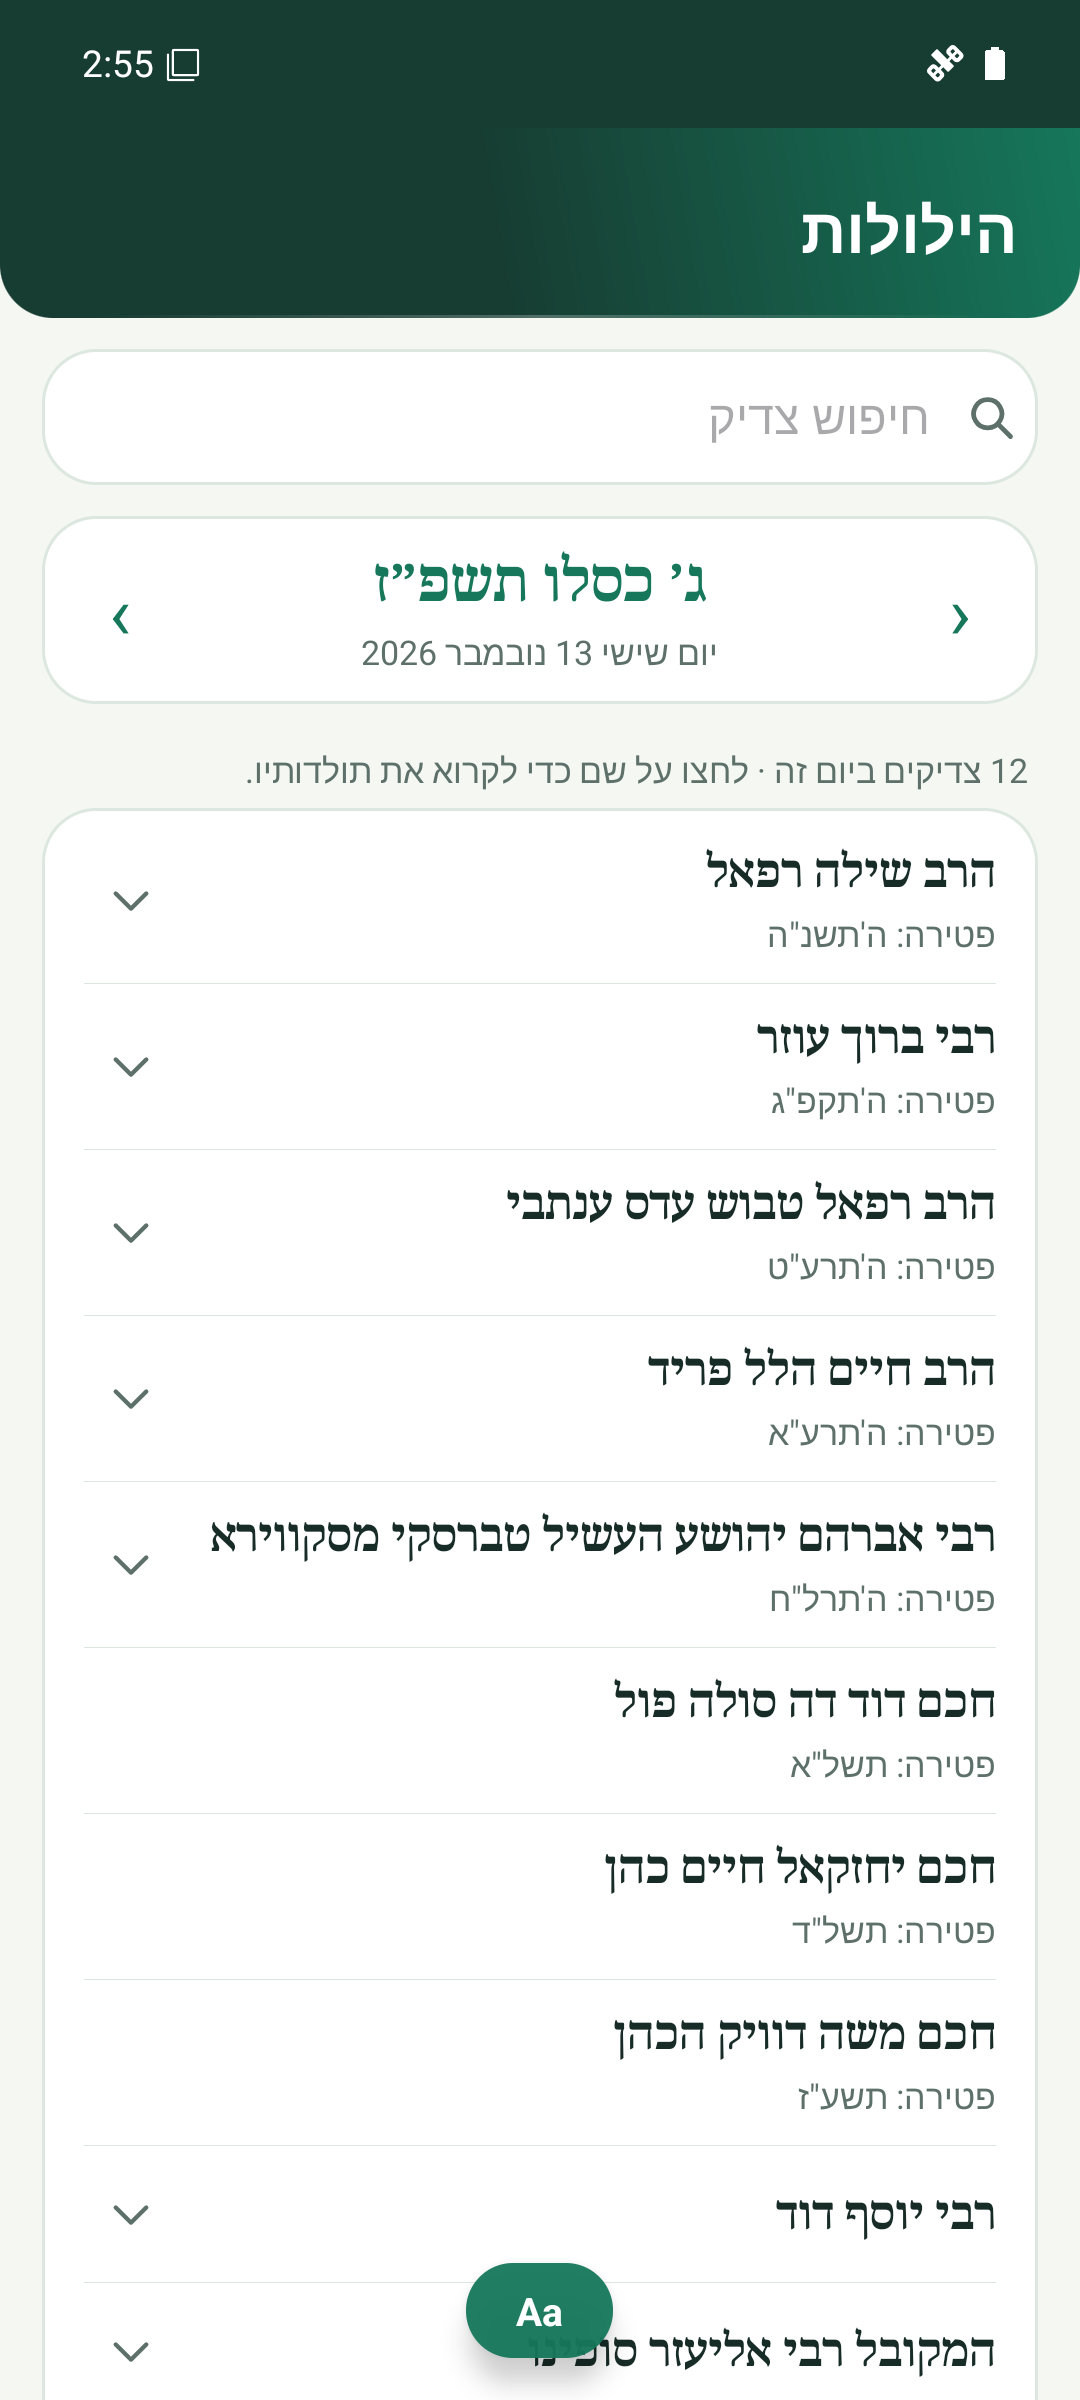 2:55
הילולות
חיפוש צדיק
ג׳ כסלו תשפ״ז
יום שישי 13 נובמבר 2026
12 צדיקים ביום זה · לחצו על שם כדי לקרוא את תולדותיו.
הרב שילה רפאל
פטירה: ה'תשנ"ה
רבי ברוך עוזר
פטירה: ה'תקפ"ג
הרב רפאל טבוש עדס ענתבי
פטירה: ה'תרע"ט
הרב חיים הלל פריד
פטירה: ה'תרע"א
רבי אברהם יהושע העשיל טברסקי מסקווירא
פטירה: ה'תרל"ח
חכם דוד דה סולה פול
פטירה: תשל"א
חכם יחזקאל חיים כהן
פטירה: תשל"ד
חכם משה דוויק הכהן
פטירה: תשע"ז
רבי יוסף דוד
Aa
המקובל רבי אליעזר סופינו